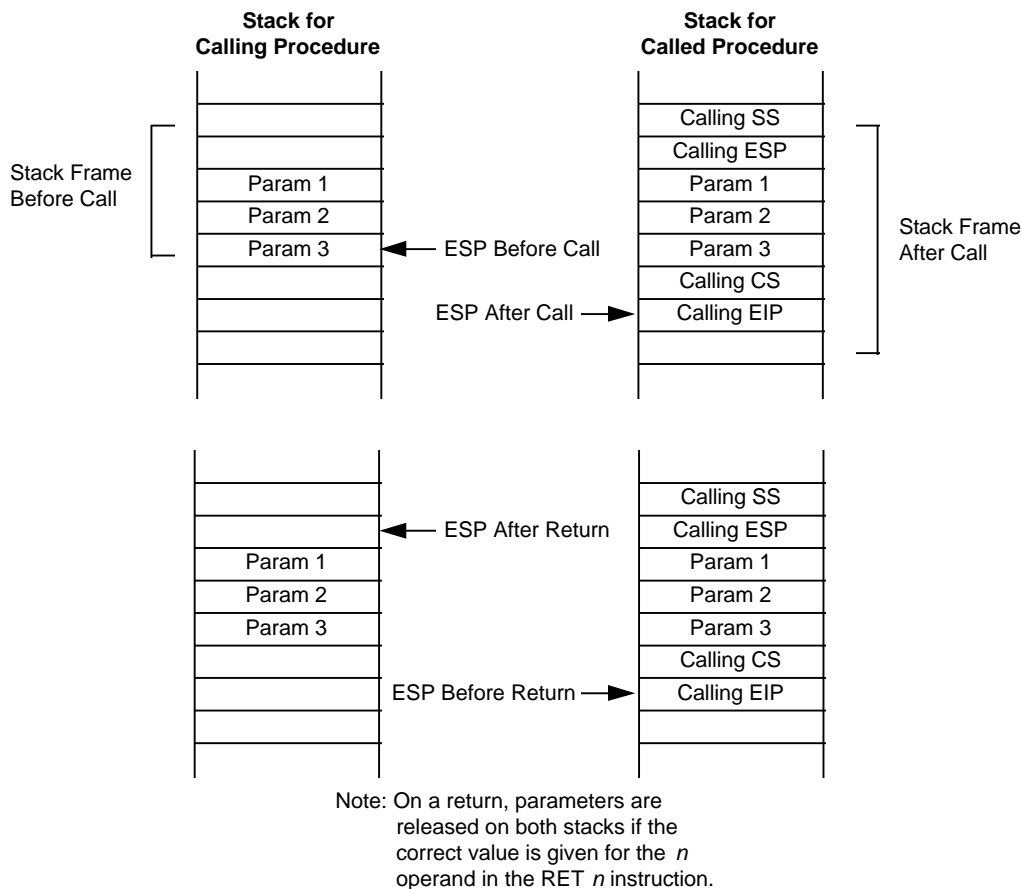 Stack for
Calling Procedure
Stack for
Called Procedure
Stack Frame
Before Call
Param 1
Param 2
Param 3
ESP Before Call
ESP After Call
Calling SS
Calling ESP
Param 1
Param 2
Param 3
Calling CS
Calling EIP
Stack Frame
After Call
Param 1
Param 2
Param 3
ESP After Return
ESP Before Return
Calling SS
Calling ESP
Param 1
Param 2
Param 3
Calling CS
Calling EIP
Note: On a return, parameters are
released on both stacks if the
correct value is given for the n
operand in the RET n instruction.